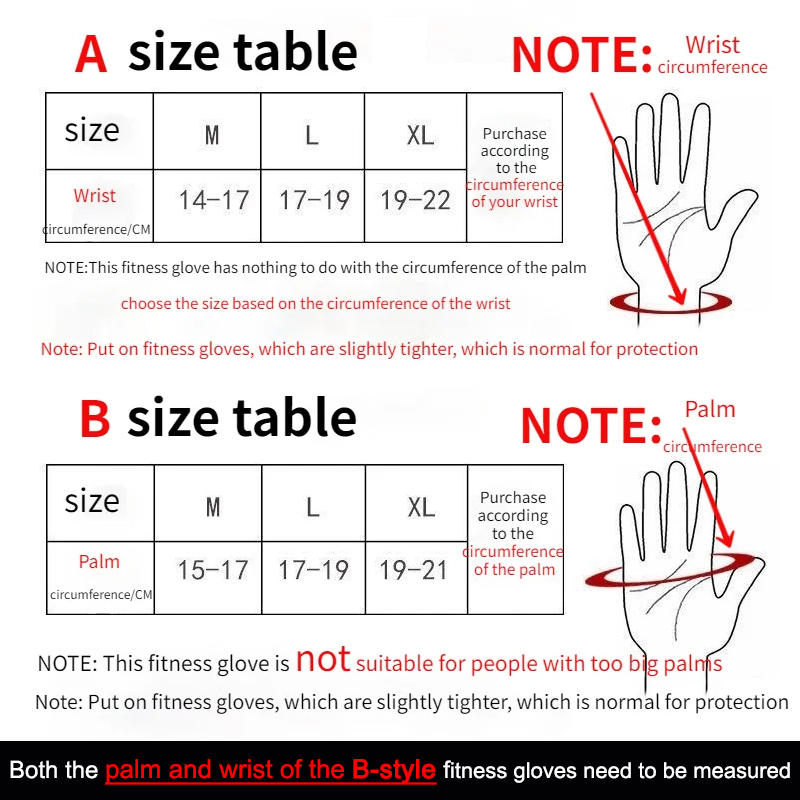 A size table
NOTE: Wrist
circumference
size M L XL
Purchase
according
to the
circumference
of your wrist
Wrist
circumference/CM
14-17 17-19 19-22
NOTE:This fitness glove has nothing to do with the circumference of the palm
choose the size based on the circumference of the wrist
Note: Put on fitness gloves, which are slightly tighter, which is normal for protection
B size table
NOTE: Palm
circumference
size M L XL
Purchase
according
to the
circumference
of the palm
Palm
circumference/CM
15-17 17-19 19-21
NOTE: This fitness glove is not suitable for people with too big palms
Note: Put on fitness gloves, which are slightly tighter, which is normal for protection
Both the palm and wrist of the B-style fitness gloves need to be measured